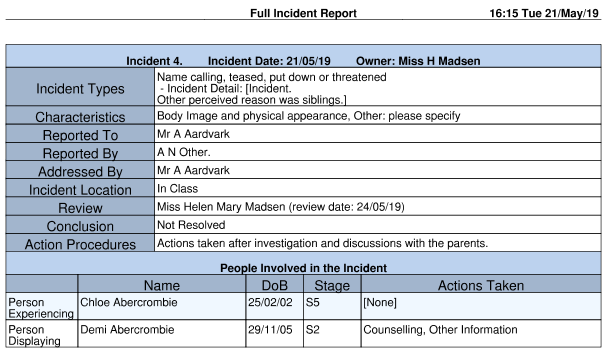 Full Incident Report 16:15 Tue 21/May/19
Incident 4. Incident Date: 21/05/19 Owner: Miss H Madsen
Incident Types Name calling, teased, put down or threatened
- Incident Detail: [Incident.
Other perceived reason was siblings.]
Characteristics Body Image and physical appearance, Other: please specify
Reported To Mr A Aardvark
Reported By A N Other.
Addressed By Mr A Aardvark
Incident Location In Class
Review Miss Helen Mary Madsen (review date: 24/05/19)
Conclusion Not Resolved
Action Procedures Actions taken after investigation and discussions with the parents.
People Involved in the Incident
Name DoB Stage Actions Taken
Person Experiencing Chloe Abercrombie 25/02/02 S5 [None]
Person Displaying Demi Abercrombie 29/11/05 S2 Counselling, Other Information